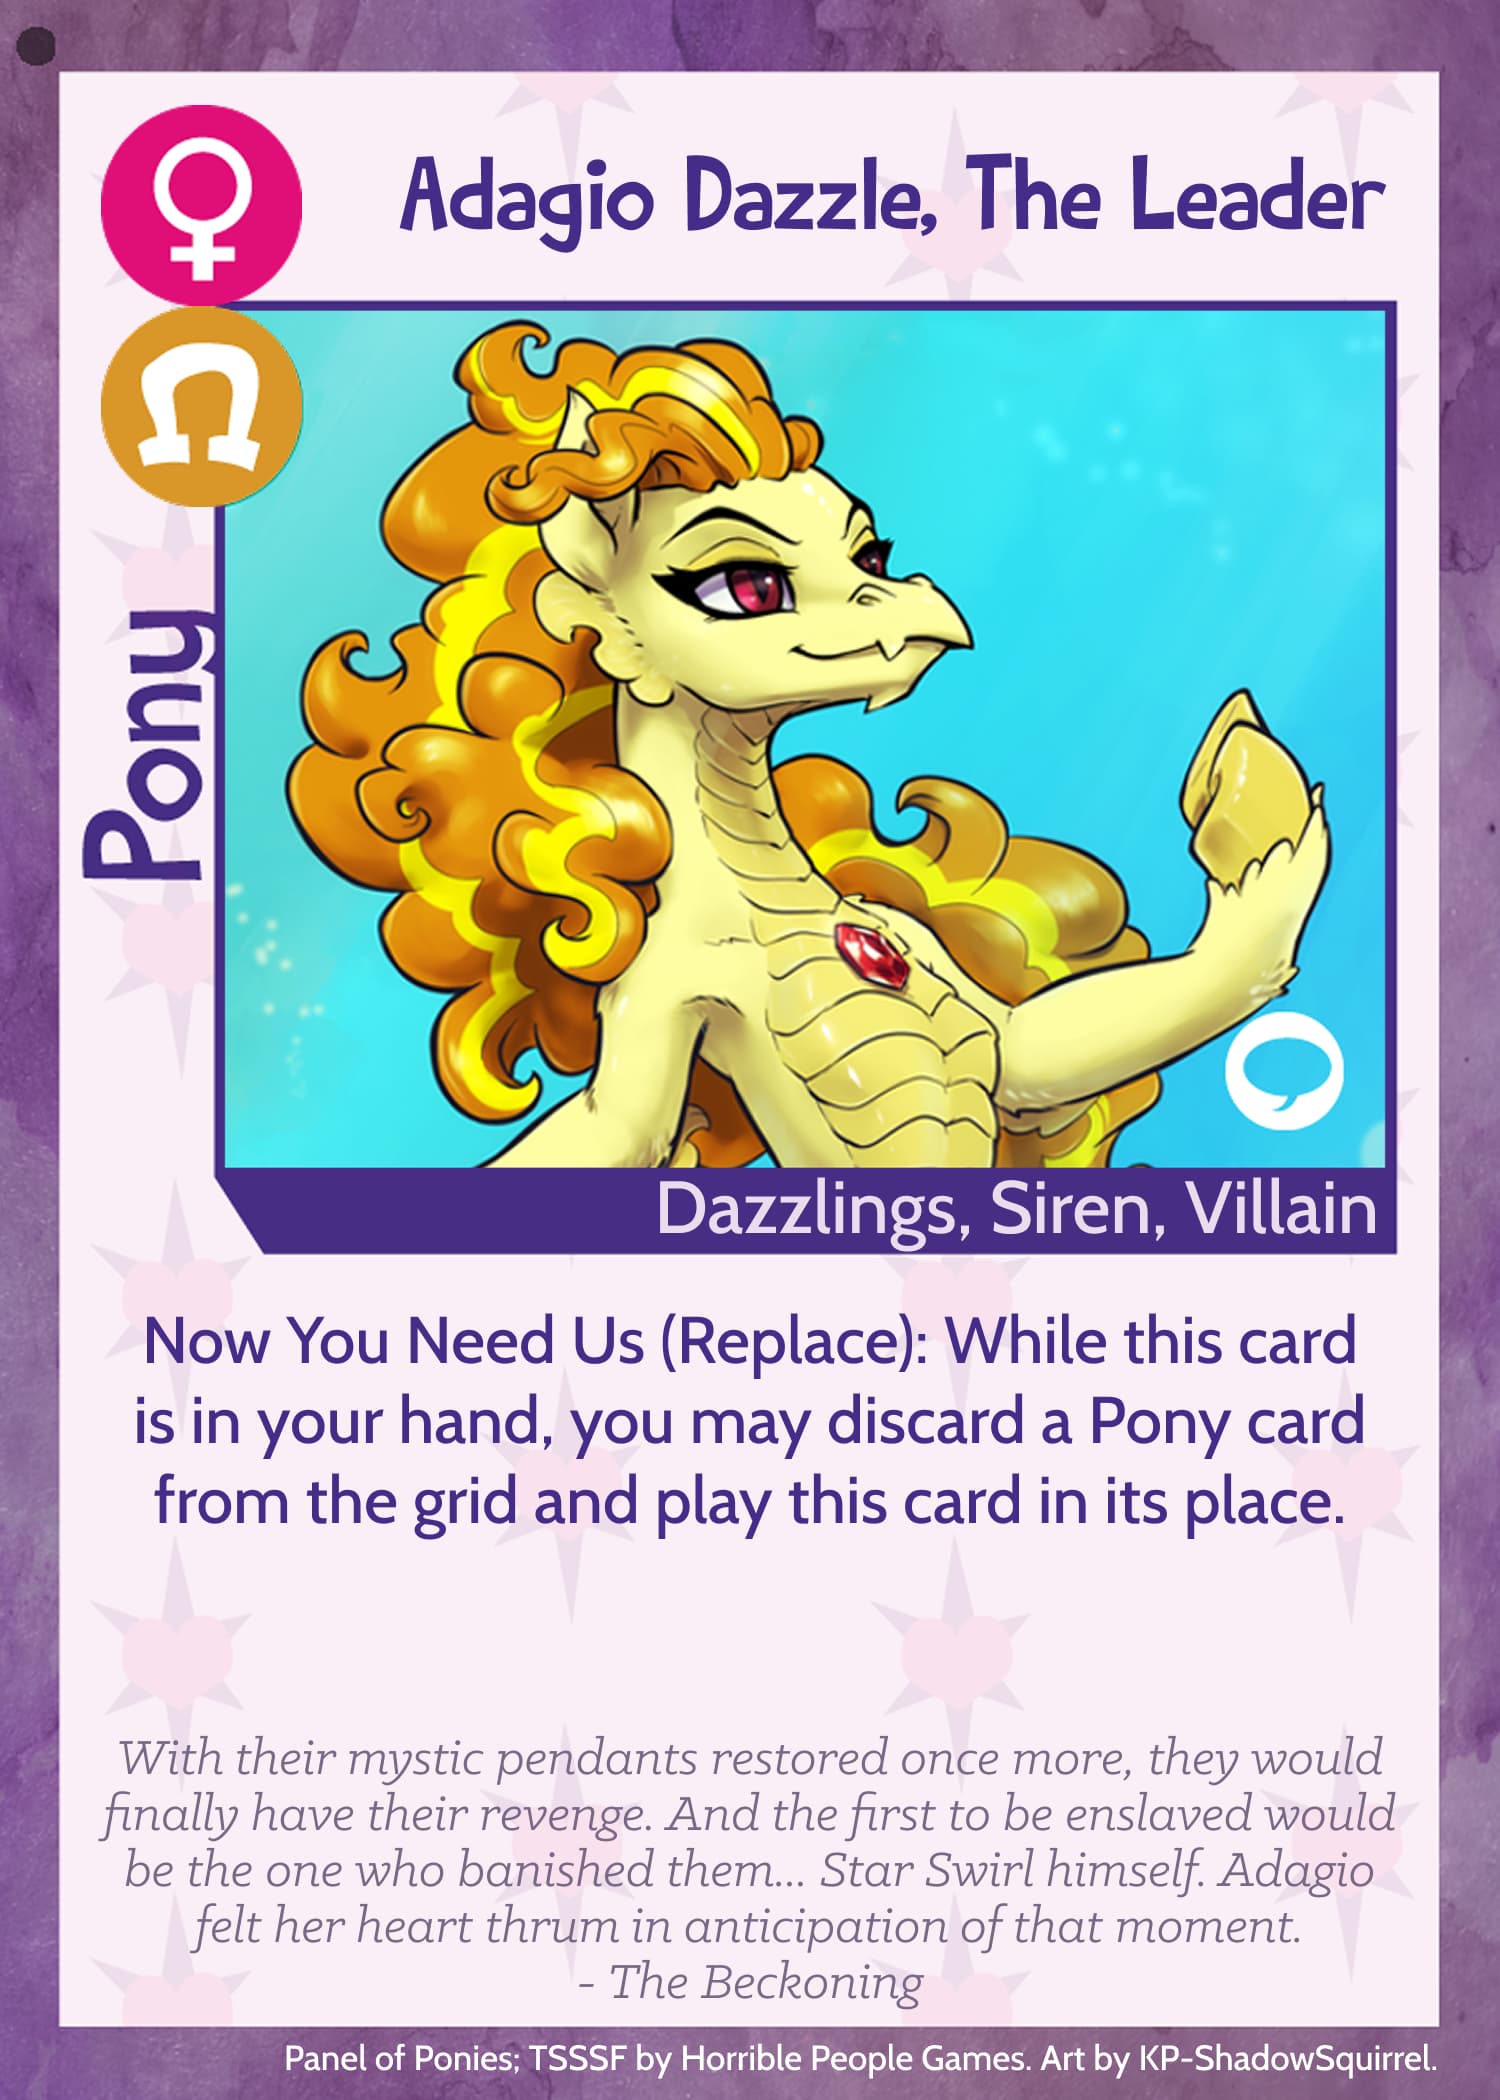 Adagio Dazzle, The Leader
Pony
Dazzlings, Siren, Villain
Now You Need Us (Replace): While this card
is in your hand, you may discard a Pony card
from the grid and play this card in its place.
With their mystic pendants restored once more, they would
finally have their revenge. And the first to be enslaved would
be the one who banished them... Star Swirl himself. Adagio
felt her heart thrum in anticipation of that moment.
- The Beckoning
Panel of Ponies; TSSSF by Horrible People Games. Art by KP-ShadowSquirrel.